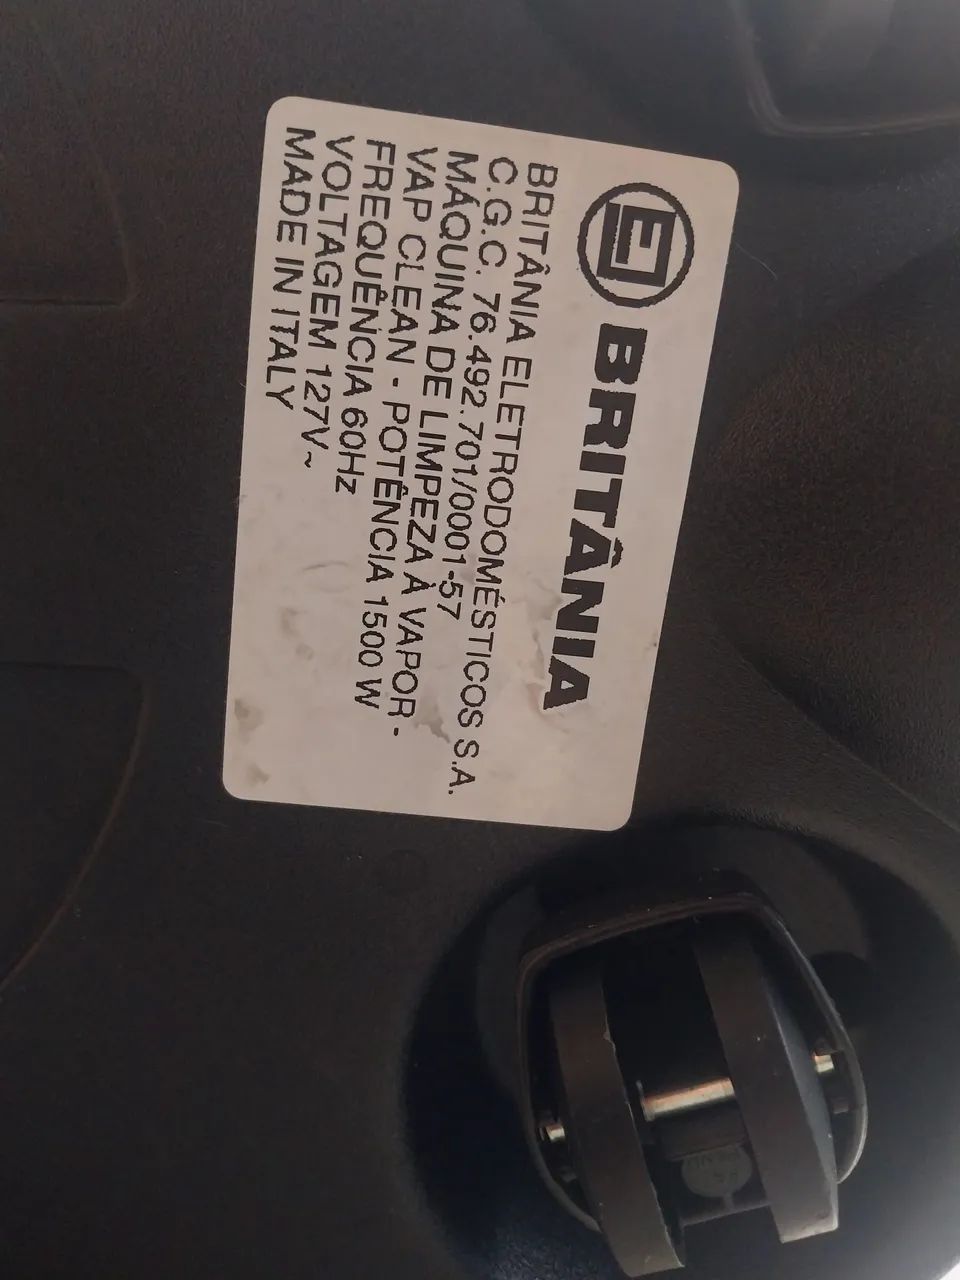 BRITÂNIA
BRITÂNIA ELETRODOMÉSTICOS S.A.
C.G.C. 76.492.701/0001-57
MÁQUINA DE LIMPEZA À VAPOR-
VAP CLEAN - POTÊNCIA 1500 W
FREQUÊNCIA 60Hz
VOLTAGEM 127V~
MADE IN ITALY